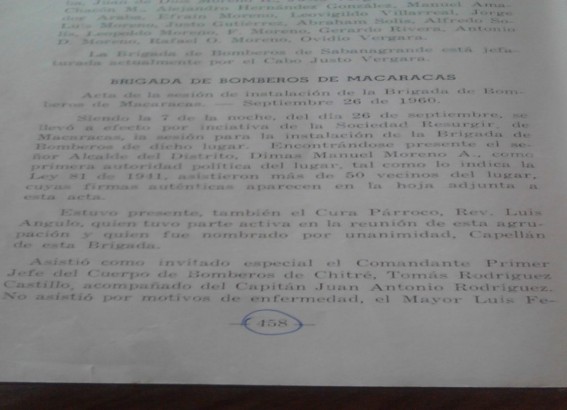 los, Juan de Dios Moreno
Chacón M., Alejandro Hernández González, Manuel Ama-
dor Araba, Efraín Moreno, Leovigildo Villarreal, Jorge
Luis Moreno, Justo Gutiérrez, Abraham Solís, Alfredo So-
lís, Leopoldo Moreno, F. Moreno, Gerardo Rivera, Antonio
D. Moreno, Rafael O. Moreno, Ovidio Vergara.
La Brigada de Bomberos de Sabanagrande está jefa-
turada actualmente por el Cabo Justo Vergara.
BRIGADA DE BOMBEROS DE MACARACAS
Acta de la sesión de instalación de la Brigada de Bom-
beros de Macaracas. — Septiembre 26 de 1960.
Siendo la 7 de la noche, del día 26 de septiembre, se
llevó a efecto por inciativa de la Sociedad Resurgir, de
Macaracas, la sesión para la instalación de la Brigada de
Bomberos de dicho lugar. Encontrándose presente el se-
ñor Alcalde del Distrito, Dimas Manuel Moreno A., como
primera autoridad política del lugar, tal como lo indica la
Ley 81 de 1941, asistieron más de 50 vecinos del lugar,
cuyas firmas auténticas aparecen en la hoja adjunta a
esta acta.
Estuvo presente, también el Cura Párroco, Rev. Luis
Angulo, quien tuvo parte activa en la reunión de esta agru-
pación y quien fue nombrado por unanimidad, Capellán
de esta Brigada.
Asistió como invitado especial el Comandante Primer
Jefe del Cuerpo de Bomberos de Chitré, Tomás Rodríguez
Castillo, acompañado del Capitán Juan Antonio Rodríguez.
No asistió por motivos de enfermedad, el Mayor Luis Fe-
— 458 —